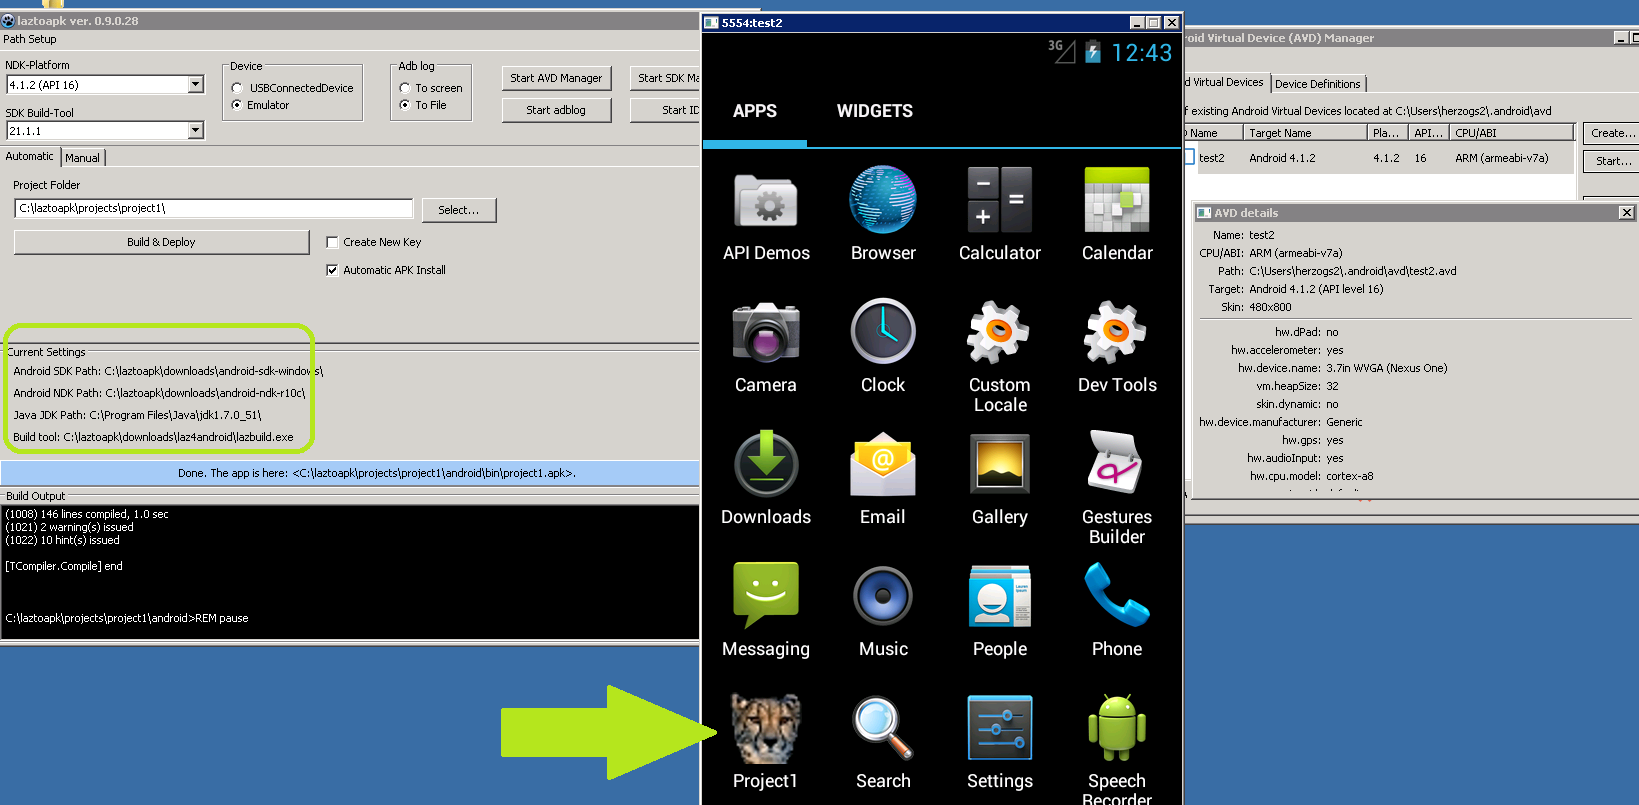 laztoapk ver. 0.9.0.28
Path Setup
NDK-Platform
4.1.2 (API 16)
SDK Build-Tool
21.1.1
Device
USBConnectedDevice
Emulator
Adb log
To screen
To File
Start AVD Manager
Start SDK Ma
Start adblog
Start ID
Automatic
Manual
Project Folder
C:\laztoapk\projects\project1\
Select...
Build & Deploy
Create New Key
Automatic APK Install
Current Settings
Android SDK Path: C:\laztoapk\downloads\android-sdk-windows\
Android NDK Path: C:\laztoapk\downloads\android-ndk-r10c\
Java JDK Path: C:\Program Files\Java\jdk1.7.0_51\
Build tool: C:\laztoapk\downloads\laz4android\lazbuild.exe
Done. The app is here: <C:\laztoapk\projects\project1\android\bin\project1.apk>.
Build Output
(1008) 146 lines compiled, 1.0 sec
(1021) 2 warning(s) issued
(1022) 10 hint(s) issued
[TCompiler.Compile] end
C:\laztoapk\projects\project1\android>REM pause
5554:test2
3G
12:43
APPS
WIDGETS
API Demos
Browser
Calculator
Calendar
Camera
Clock
Custom
Locale
Dev Tools
Downloads
Email
Gallery
Gestures
Builder
Messaging
Music
People
Phone
Project1
Search
Settings
Speech
Recorder
roid Virtual Device (AVD) Manager
d Virtual Devices
Device Definitions
f existing Android Virtual Devices located at C:\Users\herzogs2\.android\avd
Name
Target Name
Pla...
API...
CPU/ABI
Create...
test2
Android 4.1.2
4.1.2
16
ARM (armeabi-v7a)
Start...
AVD details
Name: test2
CPU/ABI: ARM (armeabi-v7a)
Path: C:\Users\herzogs2\.android\avd\test2.avd
Target: Android 4.1.2 (API level 16)
Skin: 480x800
hw.dPad: no
hw.accelerometer: yes
hw.device.name: 3.7in WVGA (Nexus One)
vm.heapSize: 32
skin.dynamic: no
hw.device.manufacturer: Generic
hw.gps: yes
hw.audioInput: yes
hw.cpu.model: cortex-a8